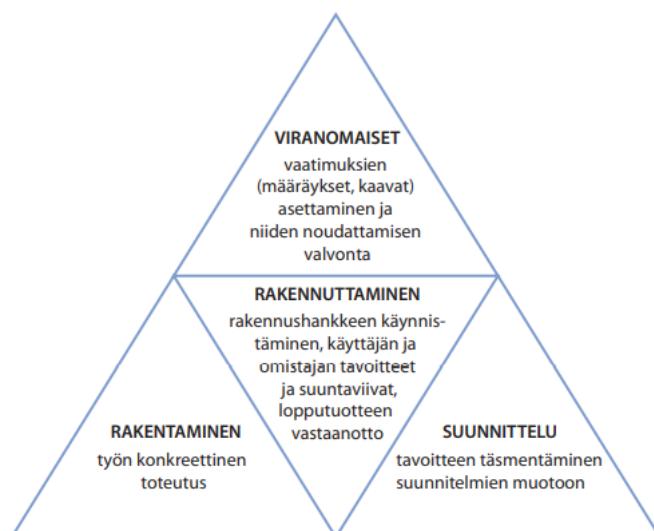 VIRANOMAISET
vaatimuksien
(määräykset, kaavat)
asettaminen ja
niiden noudattamisen
valvonta
RAKENNUTTAMINEN
rakennushankkeen käynnis-
täminen, käyttäjän ja
omistajan tavoitteet
ja suuntaviivat,
lopputuotteen
vastaanotto
RAKENTAMINEN
työn konkreettinen
toteutus
SUUNNITTELU
tavoitteen täsmentäminen
suunnitelmien muotoon